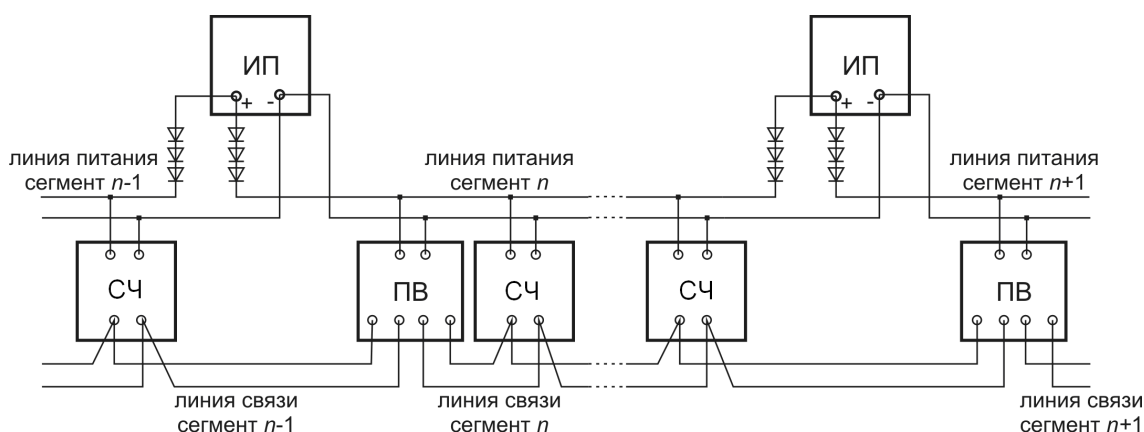 ИП
+ -
ИП
+ -
линия питания
сегмент n-1
линия питания
сегмент n
линия питания
сегмент n+1
СЧ
ПВ
СЧ
СЧ
ПВ
линия связи
сегмент n-1
линия связи
сегмент n
линия связи
сегмент n+1